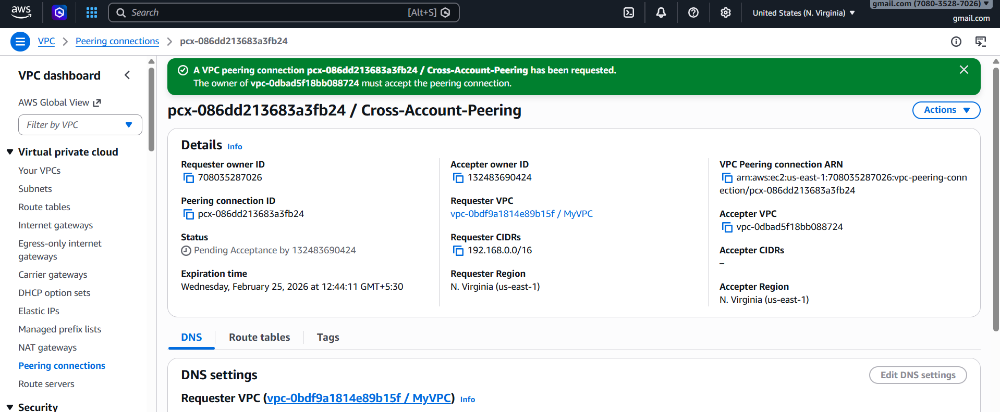 aws
Search
[Alt+S]
United States (N. Virginia)
gmail.com (7080-3528-7026)
gmail.com
VPC
Peering connections
pcx-086dd213683a3fb24
VPC dashboard
AWS Global View
Filter by VPC
Virtual private cloud
Your VPCs
Subnets
Route tables
Internet gateways
Egress-only internet
gateways
Carrier gateways
DHCP option sets
Elastic IPs
Managed prefix lists
NAT gateways
Peering connections
Route servers
Security
A VPC peering connection pcx-086dd213683a3fb24 / Cross-Account-Peering has been requested.
The owner of vpc-0dbad5f18bb088724 must accept the peering connection.
pcx-086dd213683a3fb24 / Cross-Account-Peering
Actions
Details Info
Requester owner ID
708035287026
Peering connection ID
pcx-086dd213683a3fb24
Status
Pending Acceptance by 132483690424
Expiration time
Wednesday, February 25, 2026 at 12:44:11 GMT+5:30
Accepter owner ID
132483690424
Requester VPC
vpc-0bdf9a1814e89b15f / MyVPC
Requester CIDRs
192.168.0.0/16
Requester Region
N. Virginia (us-east-1)
VPC Peering connection ARN
arn:aws:ec2:us-east-1:708035287026:vpc-peering-conn
ection/pcx-086dd213683a3fb24
Accepter VPC
vpc-0dbad5f18bb088724
Accepter CIDRs
–
Accepter Region
N. Virginia (us-east-1)
DNS
Route tables
Tags
DNS settings
Edit DNS settings
Requester VPC (vpc-0bdf9a1814e89b15f / MyVPC) Info